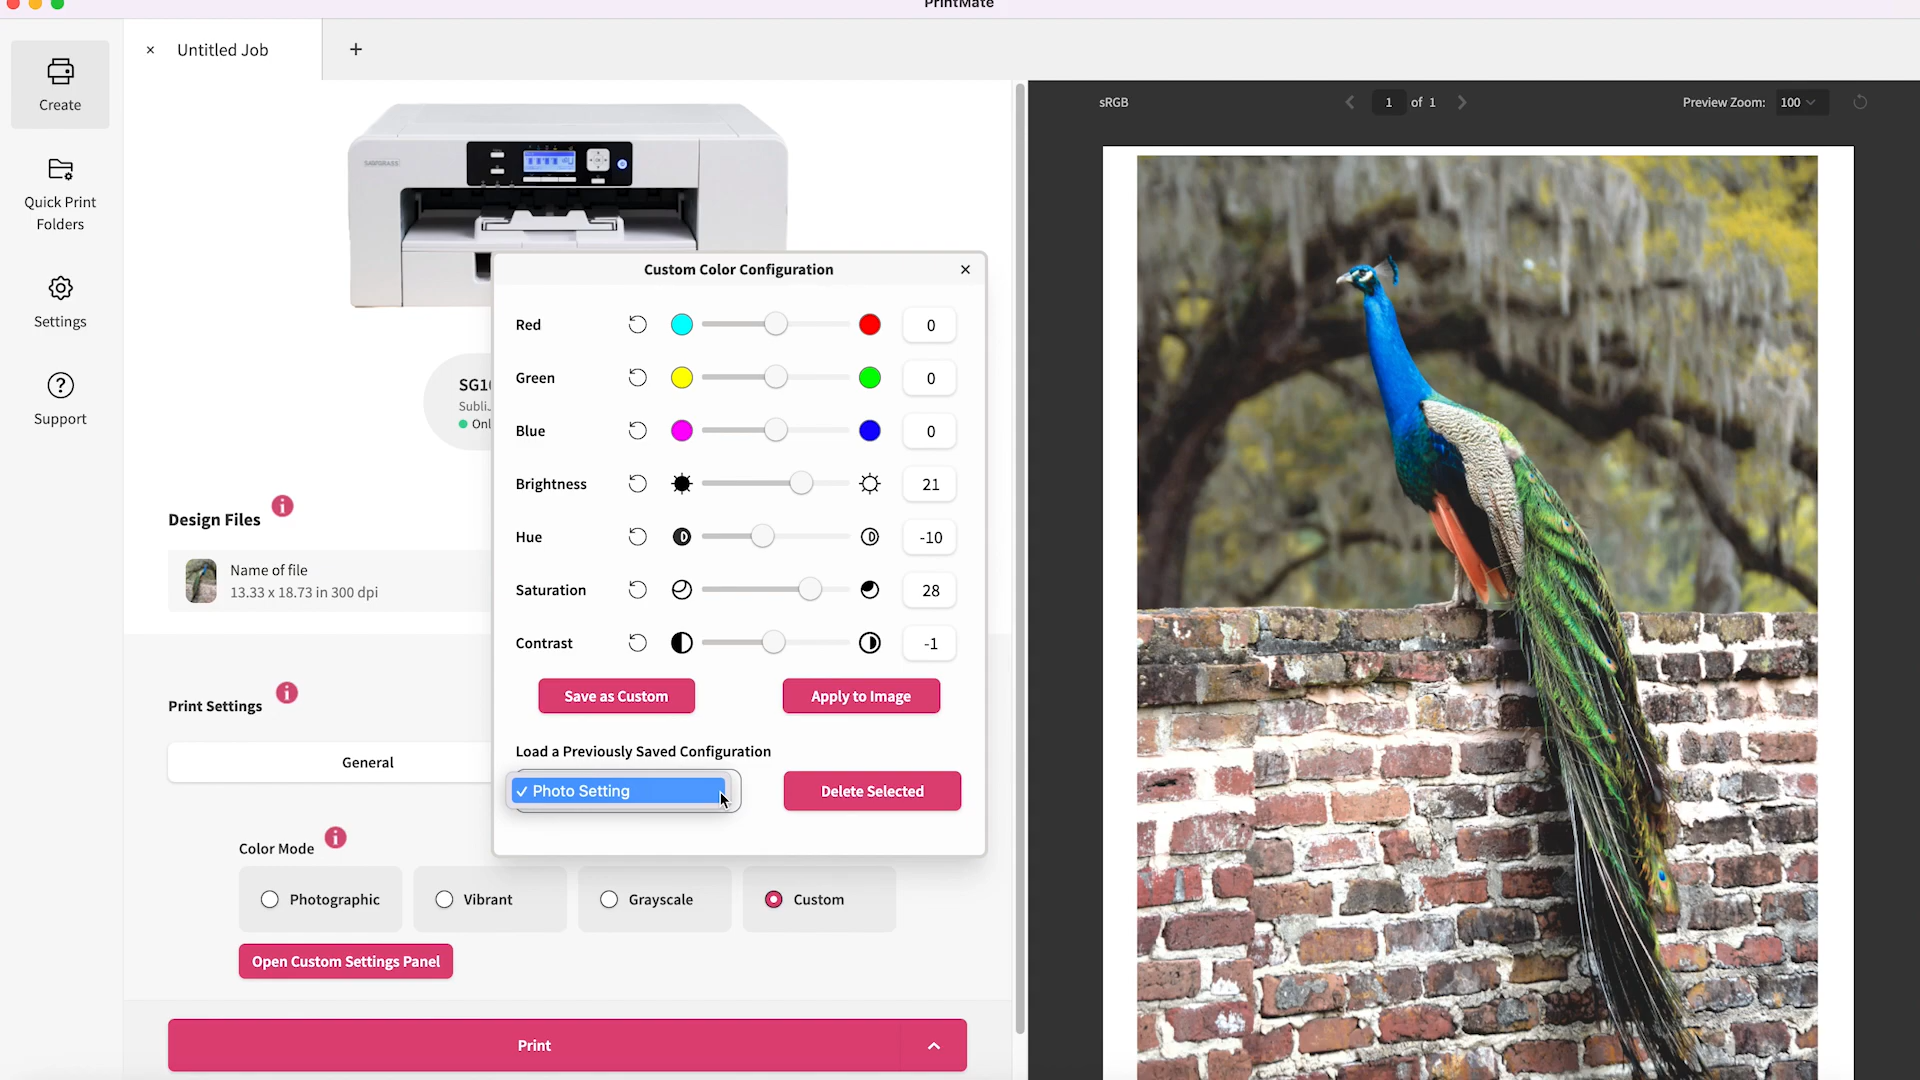 PrintMate
× Untitled Job +
Create
Quick Print
Folders
Settings
Support
SAWGRASS
Design Files
Name of file
13.33 x 18.73 in 300 dpi
Print Settings
General
Color Mode
Photographic
Vibrant
Grayscale
Custom
Open Custom Settings Panel
Print
Custom Color Configuration ×
Red 0
Green 0
Blue 0
Brightness 21
Hue -10
Saturation 28
Contrast -1
Save as Custom
Apply to Image
Load a Previously Saved Configuration
✓ Photo Setting
Delete Selected
sRGB
1 of 1
Preview Zoom: 100